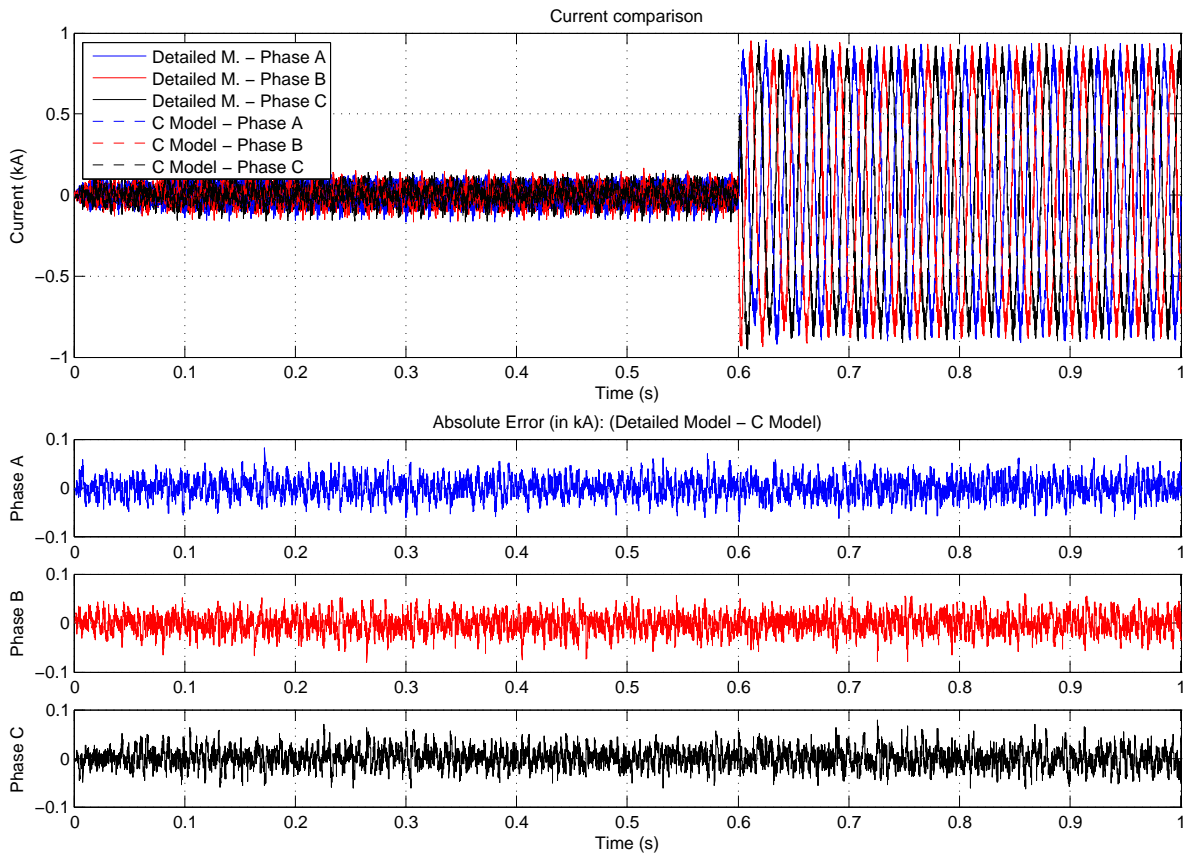 Current comparison
1
0.5
0
−0.5
−1
Current (kA)
Detailed M. − Phase A
Detailed M. − Phase B
Detailed M. − Phase C
C Model − Phase A
C Model − Phase B
C Model − Phase C
0 0.1 0.2 0.3 0.4 0.5 0.6 0.7 0.8 0.9 1
Time (s)
Absolute Error (in kA): (Detailed Model − C Model)
0.1
0
−0.1
Phase A
0 0.1 0.2 0.3 0.4 0.5 0.6 0.7 0.8 0.9 1
0.1
0
−0.1
Phase B
0 0.1 0.2 0.3 0.4 0.5 0.6 0.7 0.8 0.9 1
0.1
0
−0.1
Phase C
0 0.1 0.2 0.3 0.4 0.5 0.6 0.7 0.8 0.9 1
Time (s)